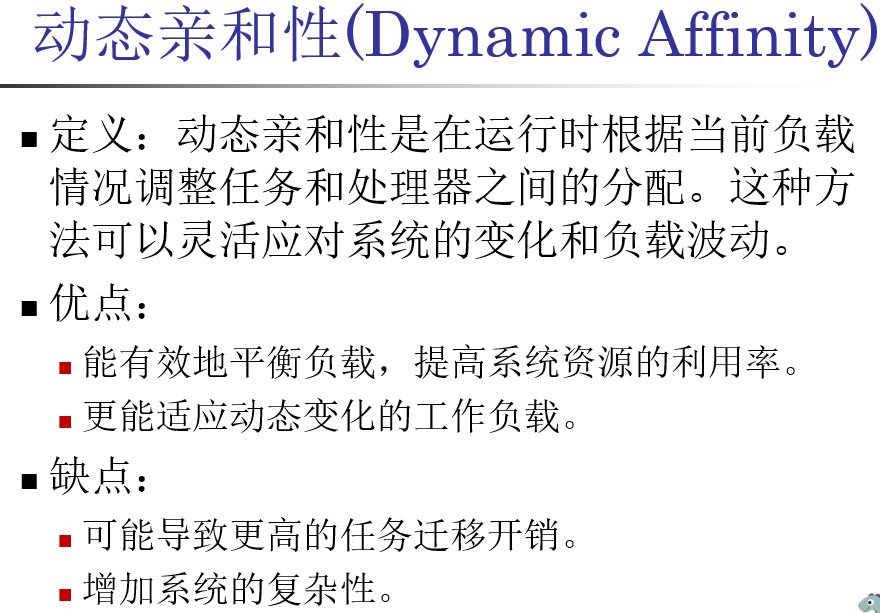 动态亲和性(Dynamic Affinity)
定义：动态亲和性是在运行时根据当前负载
情况调整任务和处理器之间的分配。这种方
法可以灵活应对系统的变化和负载波动。
优点：
能有效地平衡负载，提高系统资源的利用率。
更能适应动态变化的工作负载。
缺点：
可能导致更高的任务迁移开销。
增加系统的复杂性。